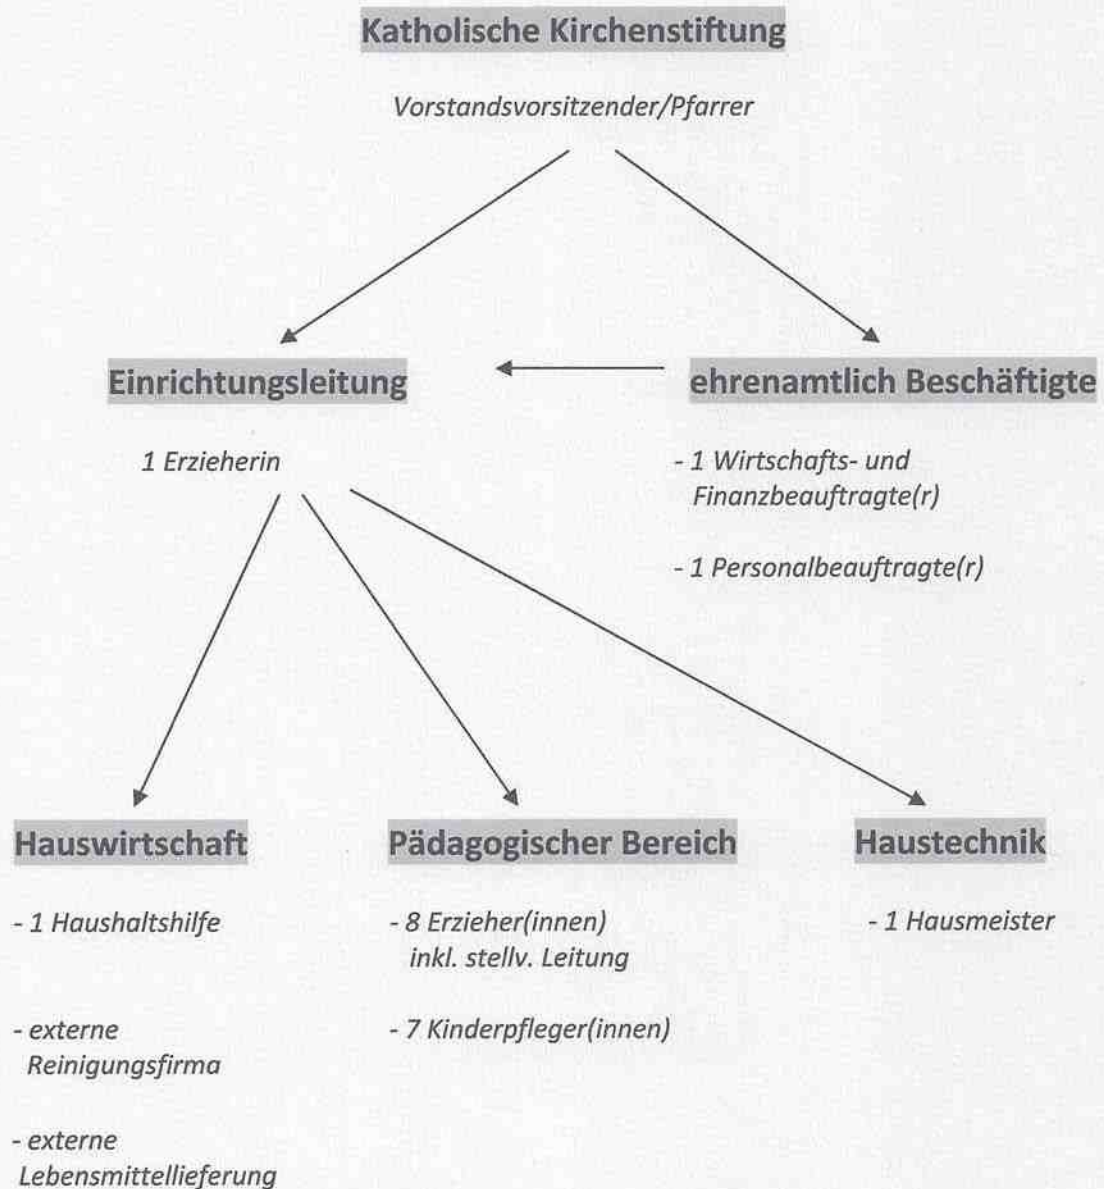 Katholische Kirchenstiftung
Vorstandsvorsitzender/Pfarrer
Einrichtungsleitung
1 Erzieherin
ehrenamtlich Beschäftigte
- 1 Wirtschafts- und
Finanzbeauftragte(r)
- 1 Personalbeauftragte(r)
Hauswirtschaft
- 1 Haushaltshilfe
- externe
Reinigungsfirma
- externe
Lebensmittellieferung
Pädagogischer Bereich
- 8 Erzieher(innen)
inkl. stellv. Leitung
- 7 Kinderpfleger(innen)
Haustechnik
- 1 Hausmeister